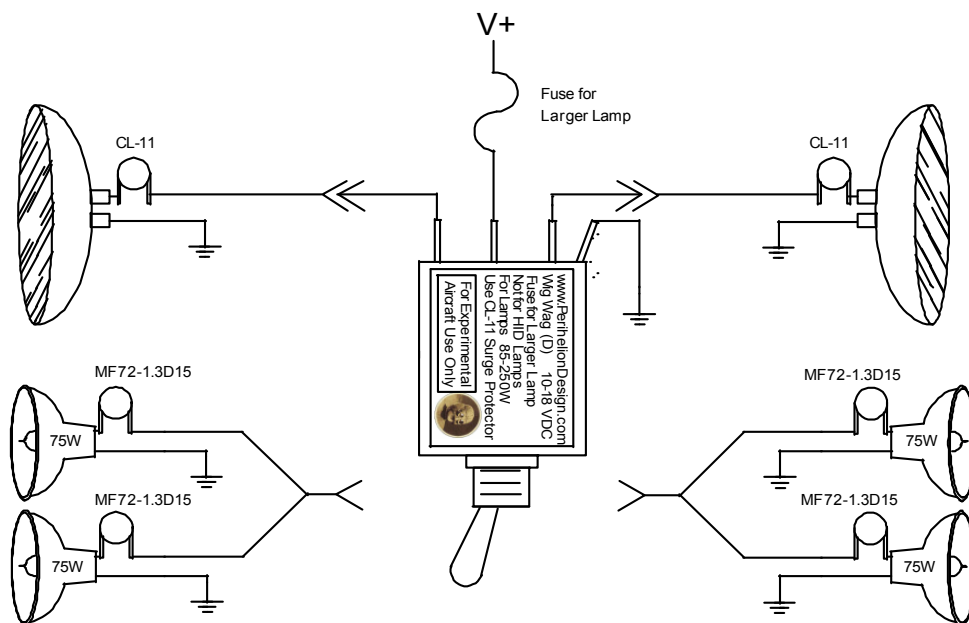 V+
Fuse for
Larger Lamp
CL-11
CL-11
www.PerihelionDesign.com
Wig Wag (D) 10-18 VDC
Fuse for Larger Lamp
Not for HID Lamps
For Lamps 85-250W
Use CL-11 Surge Protector
For Experimental
Aircraft Use Only
MF72-1.3D15
MF72-1.3D15
75W
75W
MF72-1.3D15
MF72-1.3D15
75W
75W